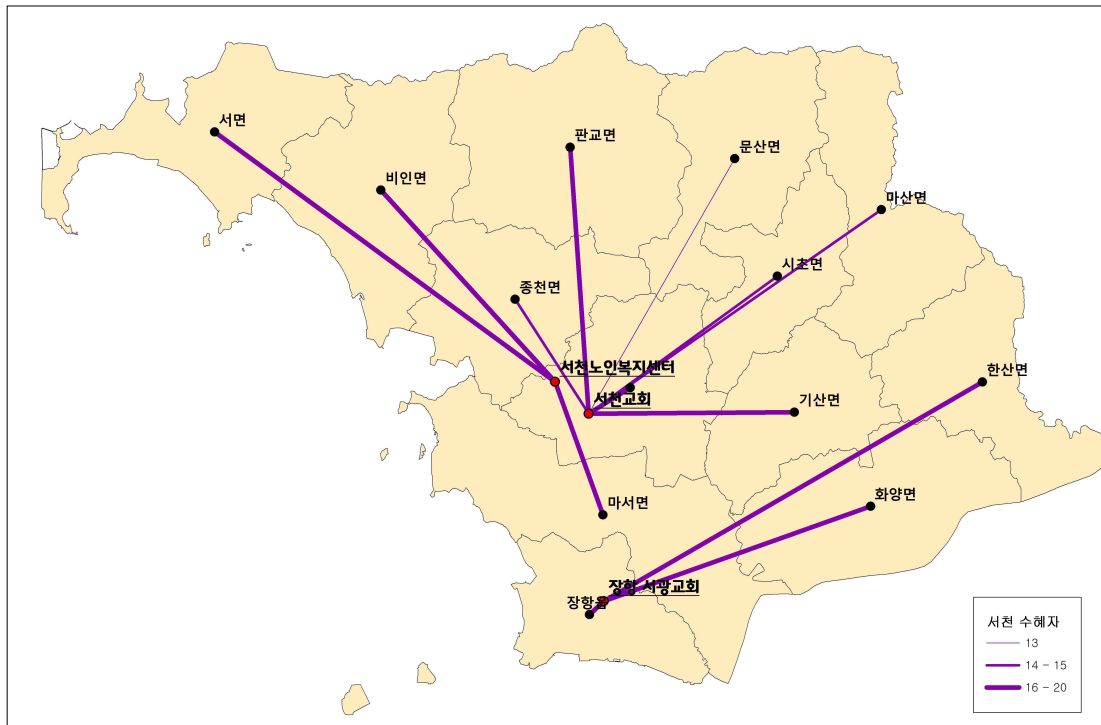 서면
판교면
문산면
비인면
마산면
시초면
종천면
서천노인복지센터
한산면
서천교회
기산면
화양면
마서면
장항 서광교회
장항읍
서천 수혜자
13
14 - 15
16 - 20